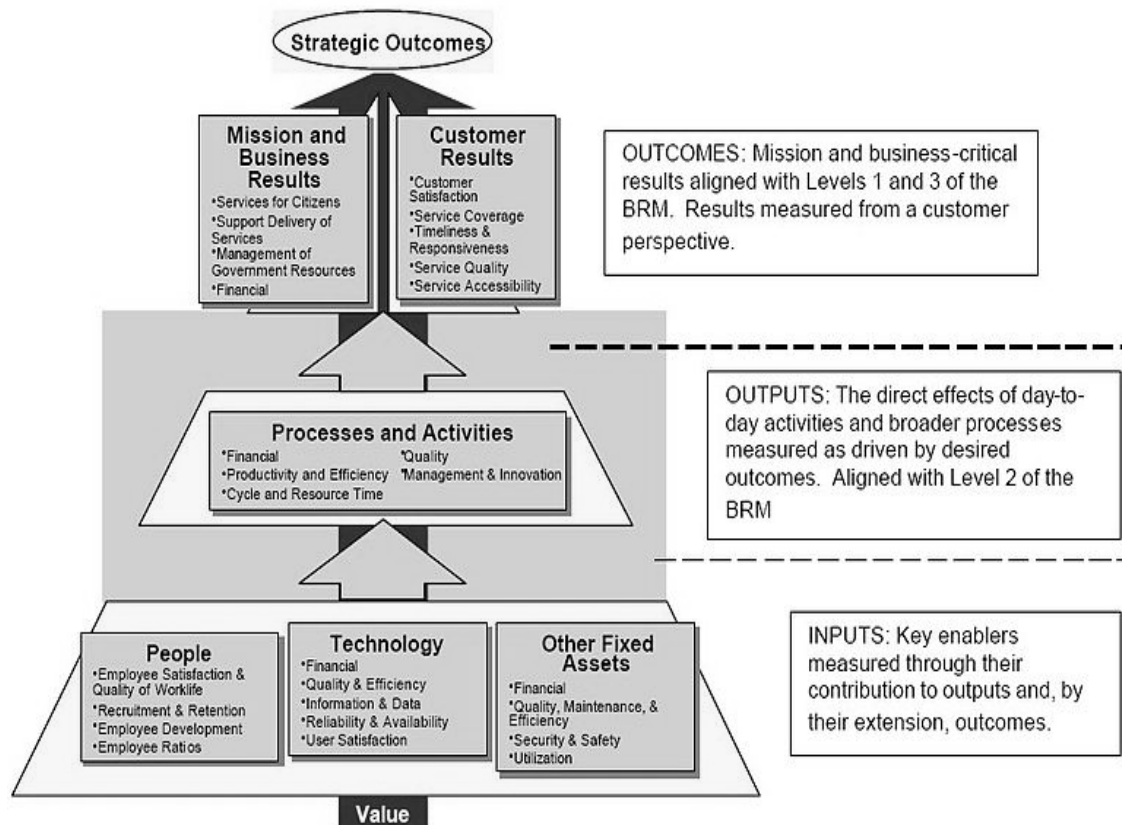 Strategic Outcomes
Mission and
Business
Results
•Services for Citizens
•Support Delivery of
Services
•Management of
Government Resources
•Financial
Customer
Results
•Customer
Satisfaction
•Service Coverage
•Timeliness &
Responsiveness
•Service Quality
•Service Accessibility
OUTCOMES: Mission and business-critical
results aligned with Levels 1 and 3 of the
BRM. Results measured from a customer
perspective.
Processes and Activities
•Financial
•Productivity and Efficiency
•Cycle and Resource Time
•Quality
•Management & Innovation
OUTPUTS: The direct effects of day-to-
day activities and broader processes
measured as driven by desired
outcomes. Aligned with Level 2 of the
BRM
People
•Employee Satisfaction &
Quality of Worklife
•Recruitment & Retention
•Employee Development
•Employee Ratios
Technology
•Financial
•Quality & Efficiency
•Information & Data
•Reliability & Availability
•User Satisfaction
Other Fixed
Assets
•Financial
•Quality, Maintenance, &
Efficiency
•Security & Safety
•Utilization
INPUTS: Key enablers
measured through their
contribution to outputs and, by
their extension, outcomes.
Value